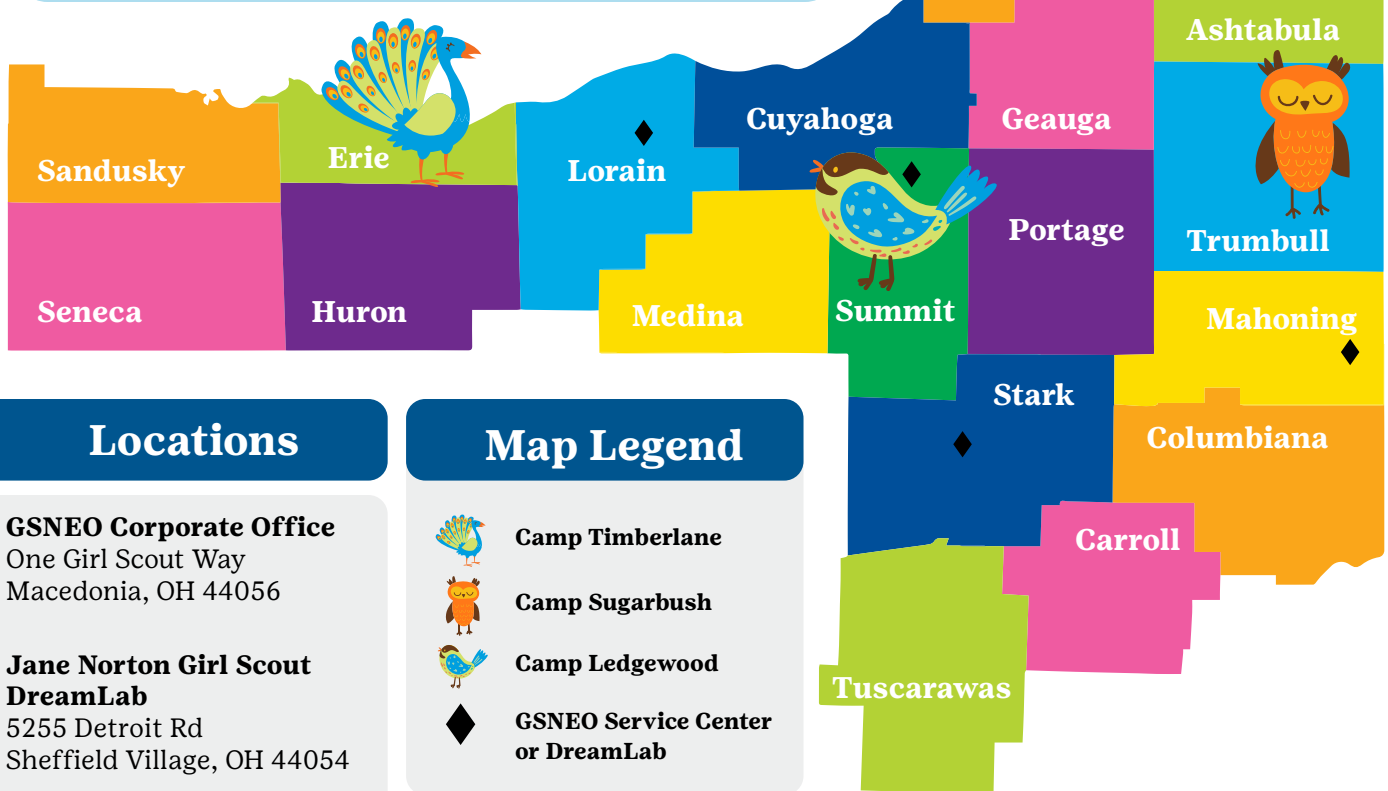 Ashtabula
Cuyahoga
Geauga
Sandusky
Erie
Lorain
Portage
Trumbull
Seneca
Huron
Medina
Summit
Mahoning
Stark
Columbiana
Carroll
Tuscarawas
Locations
GSNEO Corporate Office
One Girl Scout Way
Macedonia, OH 44056
Jane Norton Girl Scout
DreamLab
5255 Detroit Rd
Sheffield Village, OH 44054
Map Legend
Camp Timberlane
Camp Sugarbush
Camp Ledgewood
GSNEO Service Center
or DreamLab